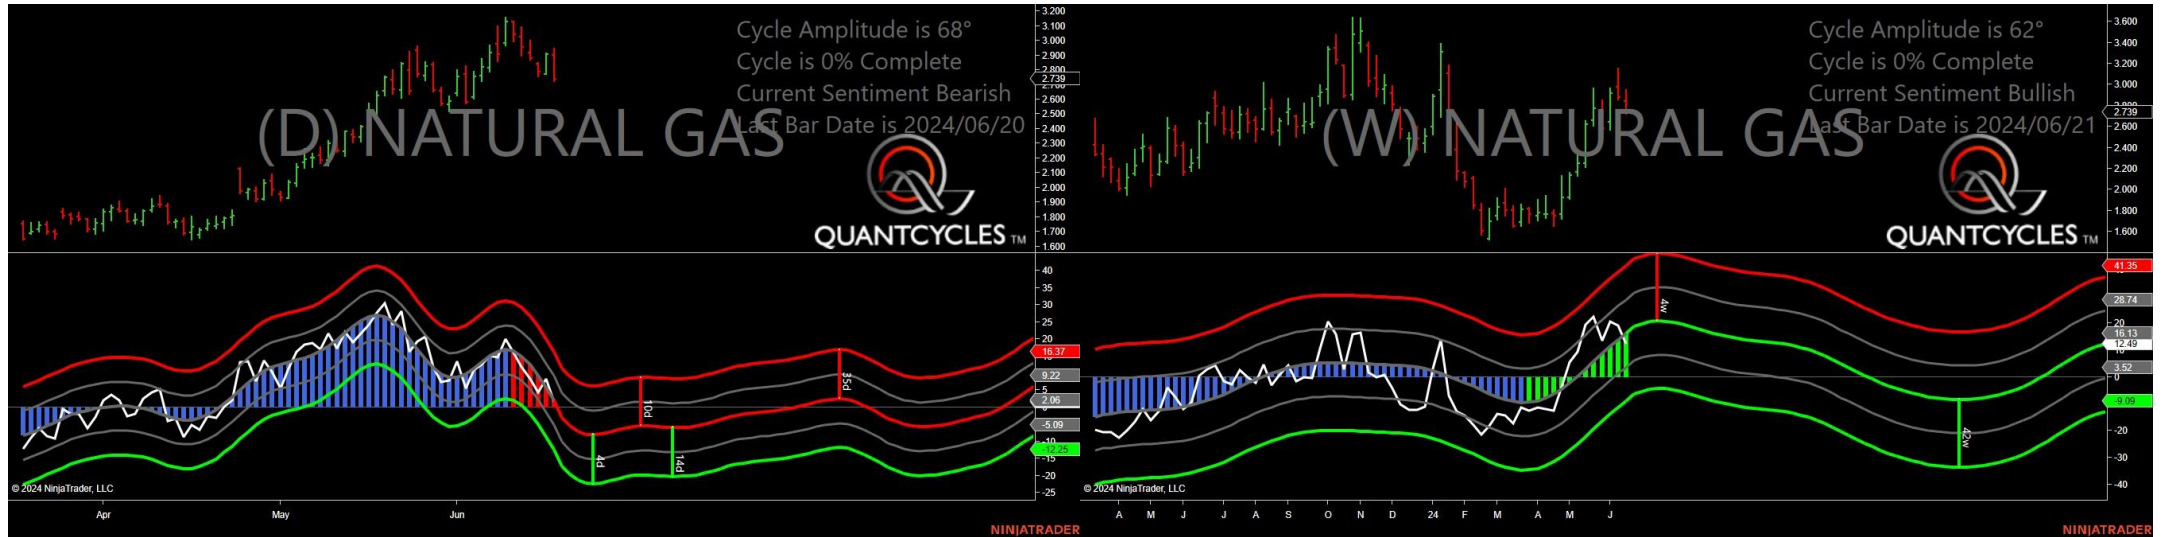 Cycle Amplitude is 68°
Cycle is 0% Complete
Current Sentiment Bearish
Last Bar Date is 2024/06/20
(D) NATURAL GAS
QUANTCYCLES TM
3.200
3.100
3.000
2.900
2.800
2.739
2.600
2.500
2.400
2.300
2.200
2.100
2.000
1.900
1.800
1.700
1.600
40
35
30
25
20
16.37
9.22
5
2.06
-5.09
-10
-12.25
-15
-20
-25
4d
10d
14d
35d
© 2024 NinjaTrader, LLC
Apr May Jun
NINJATRADER
Cycle Amplitude is 62°
Cycle is 0% Complete
Current Sentiment Bullish
Last Bar Date is 2024/06/21
(W) NATURAL GAS
QUANTCYCLES TM
3.600
3.400
3.200
3.000
2.739
2.600
2.400
2.200
2.000
1.800
1.600
41.35
28.74
20
16.13
12.49
10
3.52
0
-9.09
-20
-30
-40
4w
42w
© 2024 NinjaTrader, LLC
A M J J A S O N D 24 F M A M J
NINJATRADER